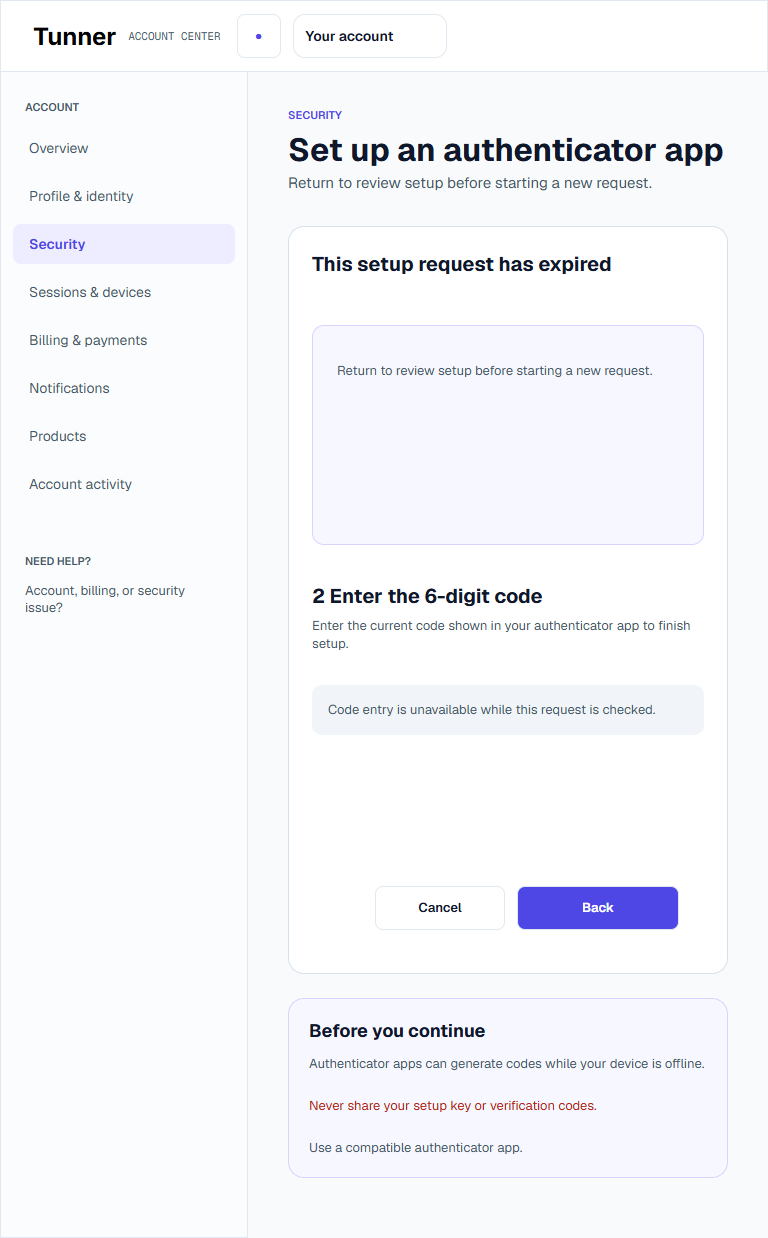 Tunner ACCOUNT CENTER
Your account
ACCOUNT
Overview
Profile & identity
Security
Sessions & devices
Billing & payments
Notifications
Products
Account activity
NEED HELP?
Account, billing, or security
issue?
SECURITY
Set up an authenticator app
Return to review setup before starting a new request.
This setup request has expired
Return to review setup before starting a new request.
2 Enter the 6-digit code
Enter the current code shown in your authenticator app to finish
setup.
Code entry is unavailable while this request is checked.
Cancel
Back
Before you continue
Authenticator apps can generate codes while your device is offline.
Never share your setup key or verification codes.
Use a compatible authenticator app.